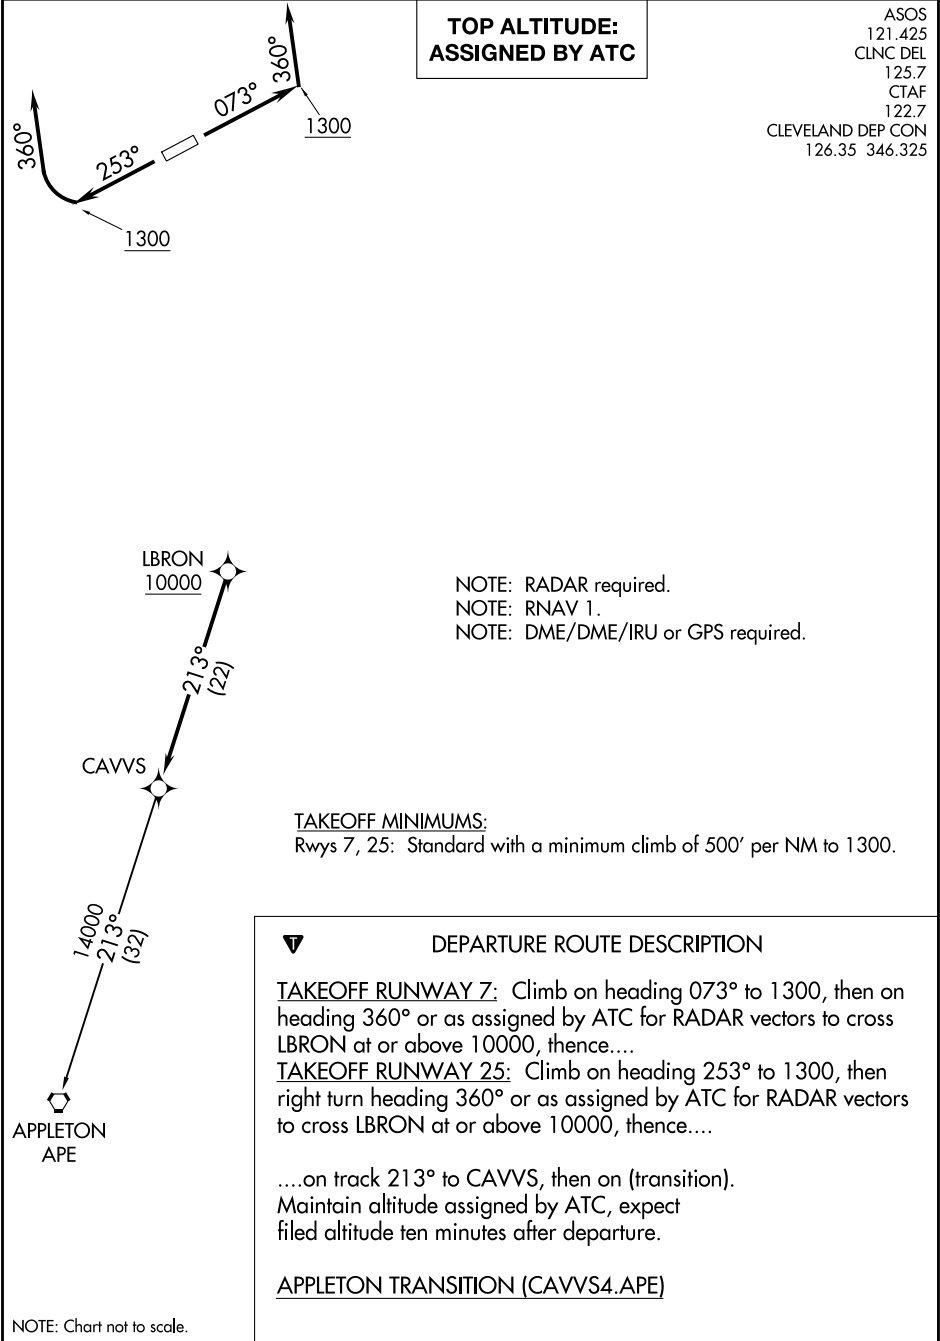 TOP ALTITUDE:
ASSIGNED BY ATC
ASOS
121.425
CLNC DEL
125.7
CTAF
122.7
CLEVELAND DEP CON
126.35 346.325
360°
073°
1300
360°
253°
1300
LBRON
10000
213°
(22)
CAVVS
14000
213°
(32)
APPLETON
APE
NOTE: RADAR required.
NOTE: RNAV 1.
NOTE: DME/DME/IRU or GPS required.
TAKEOFF MINIMUMS:
Rwys 7, 25: Standard with a minimum climb of 500' per NM to 1300.
T
DEPARTURE ROUTE DESCRIPTION
TAKEOFF RUNWAY 7: Climb on heading 073° to 1300, then on
heading 360° or as assigned by ATC for RADAR vectors to cross
LBRON at or above 10000, thence....
TAKEOFF RUNWAY 25: Climb on heading 253° to 1300, then
right turn heading 360° or as assigned by ATC for RADAR vectors
to cross LBRON at or above 10000, thence....
....on track 213° to CAVVS, then on (transition).
Maintain altitude assigned by ATC, expect
filed altitude ten minutes after departure.
APPLETON TRANSITION (CAVVS4.APE)
NOTE: Chart not to scale.